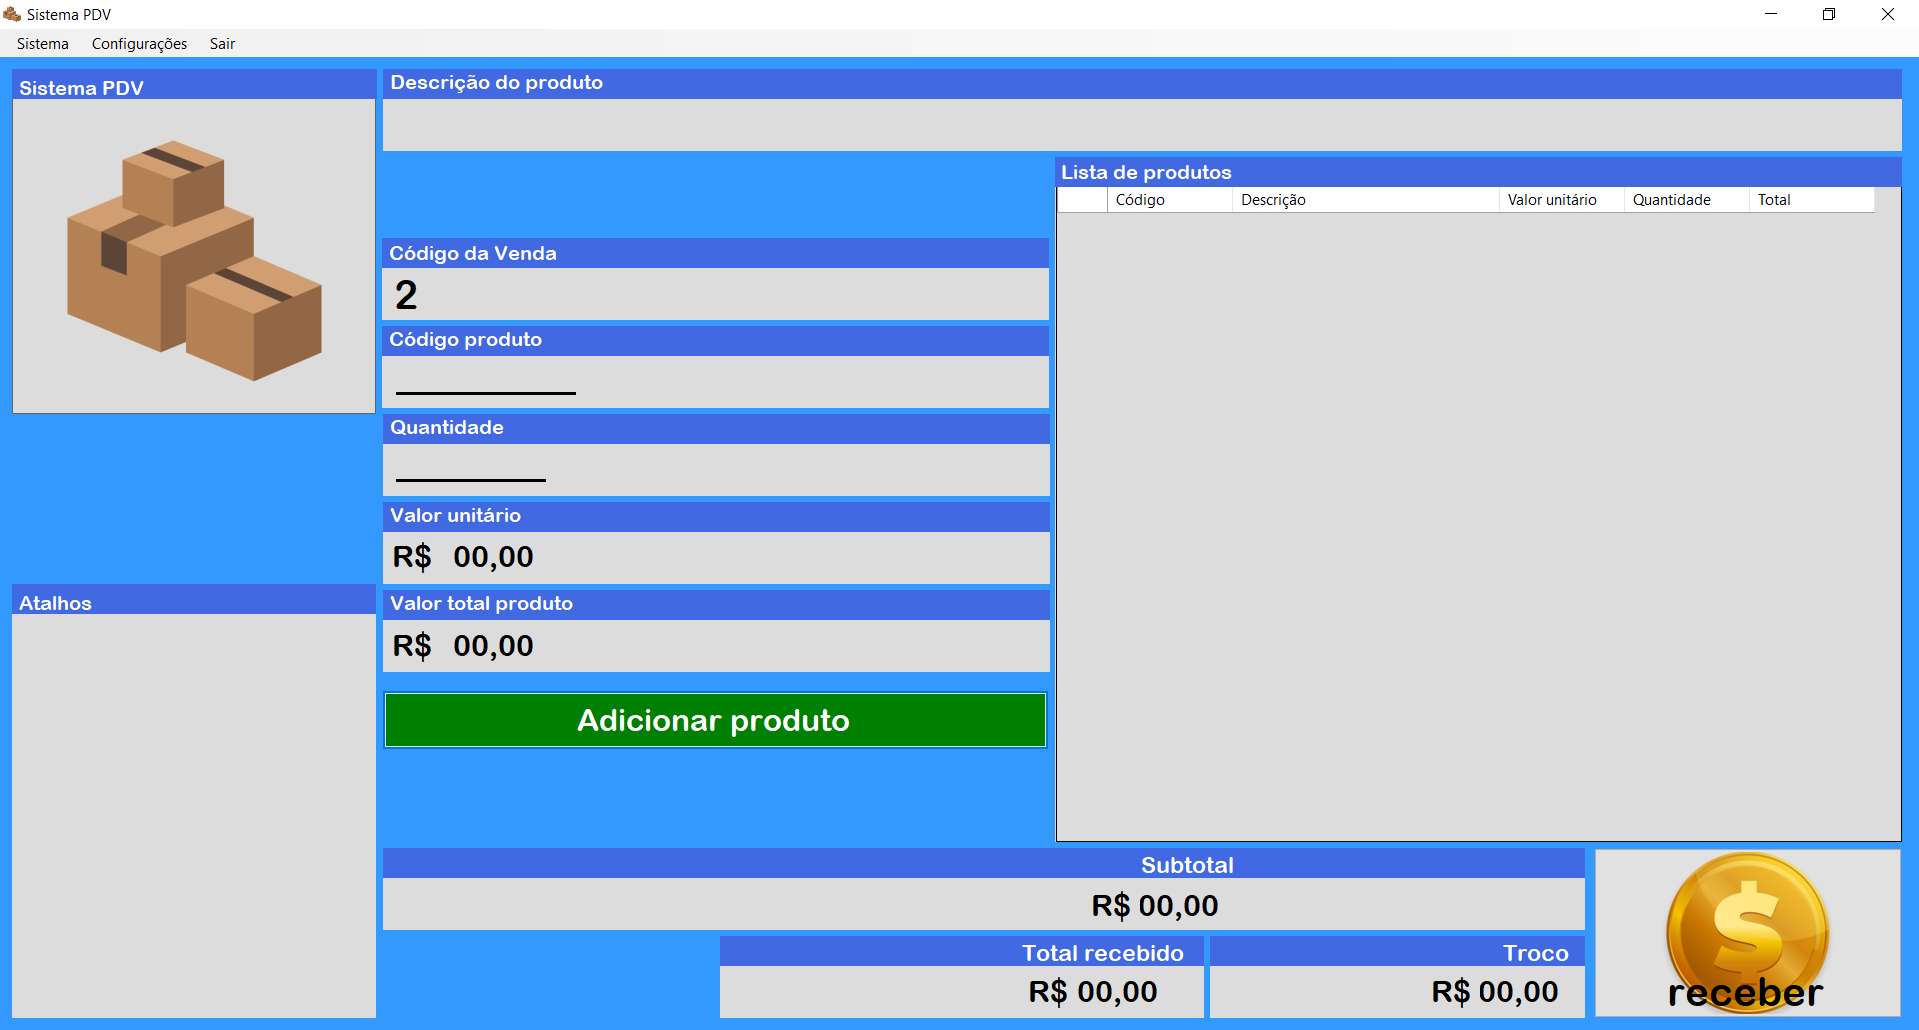 Sistema PDV
Sistema Configurações Sair
Sistema PDV
Descrição do produto
Lista de produtos
Código Descrição Valor unitário Quantidade Total
Código da Venda
2
Código produto
Quantidade
Valor unitário
R$ 00,00
Valor total produto
R$ 00,00
Adicionar produto
Atalhos
Subtotal
R$ 00,00
Total recebido
R$ 00,00
Troco
R$ 00,00
$
receber